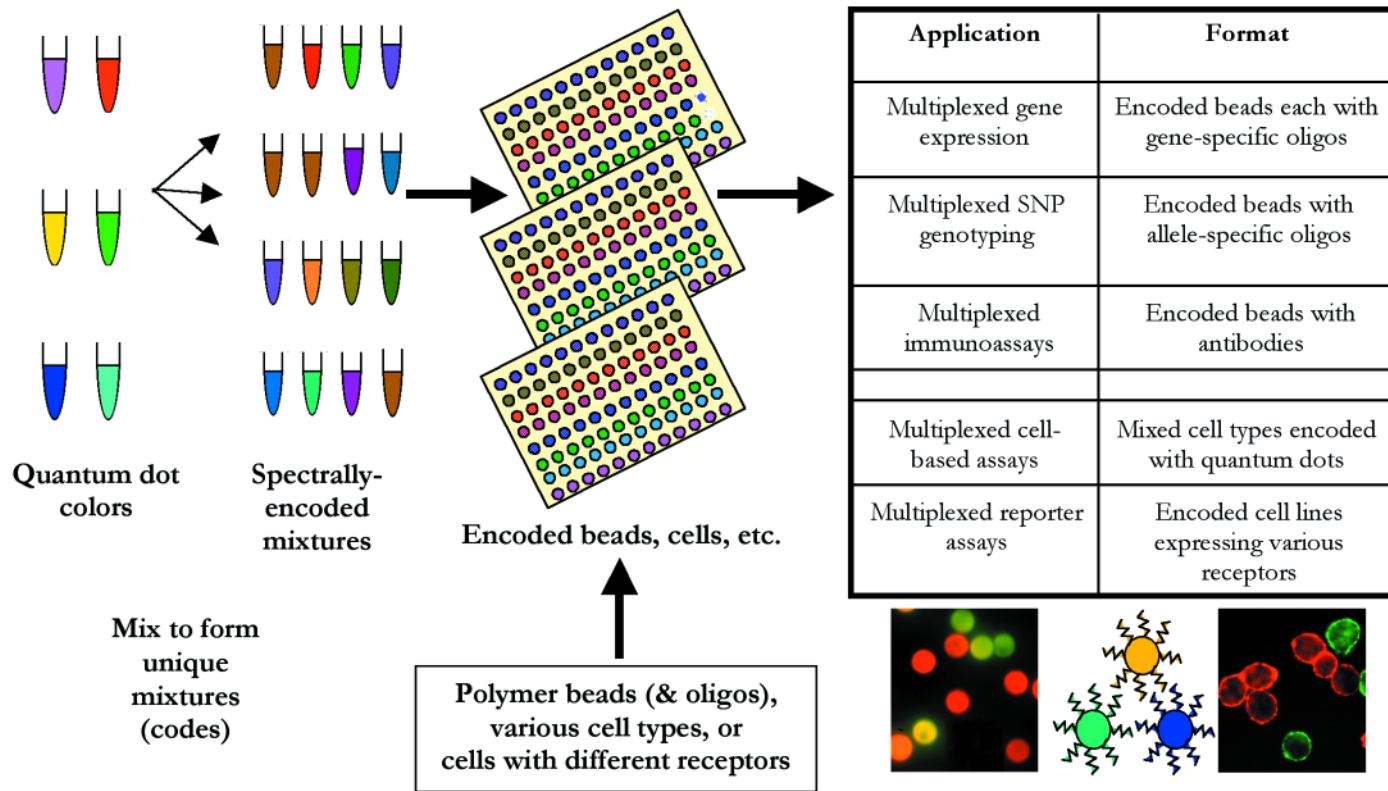 Quantum dot
colors
Spectrally-
encoded
mixtures
Mix to form
unique
mixtures
(codes)
Encoded beads, cells, etc.
Polymer beads (& oligos),
various cell types, or
cells with different receptors
Application
Format
Multiplexed gene
expression
Encoded beads each with
gene-specific oligos
Multiplexed SNP
genotyping
Encoded beads with
allele-specific oligos
Multiplexed
immunoassays
Encoded beads with
antibodies
Multiplexed cell-
based assays
Mixed cell types encoded
with quantum dots
Multiplexed reporter
assays
Encoded cell lines
expressing various
receptors